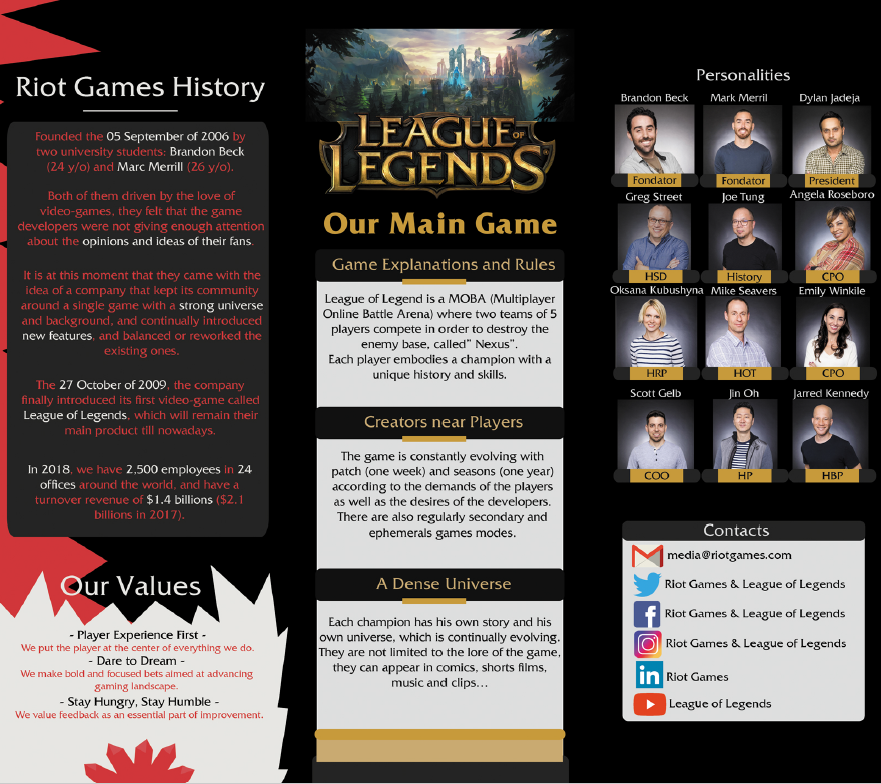 Riot Games History
Founded the 05 September of 2006 by
two university students: Brandon Beck
(24 y/o) and Marc Merrill (26 y/o).
Both of them driven by the love of
video-games, they felt that the game
developers were not giving enough attention
about the opinions and ideas of their fans.
It is at this moment that they came with the
idea of a company that kept its community
around a single game with a strong universe
and background, and continually introduced
new features, and balanced or reworked the
existing ones.
The 27 October of 2009, the company
finally introduced its first video-game called
League of Legends, which will remain their
main product till nowadays.
In 2018, we have 2,500 employees in 24
offices around the world, and have a
turnover revenue of $1.4 billions ($2.1
billions in 2017).
Our Values
- Player Experience First -
We put the player at the center of everything we do.
- Dare to Dream -
We make bold and focused bets aimed at advancing
gaming landscape.
- Stay Hungry, Stay Humble -
We value feedback as an essential part of improvement.
LEAGUE OF
LEGENDS
Our Main Game
Game Explanations and Rules
League of Legend is a MOBA (Multiplayer
Online Battle Arena) where two teams of 5
players compete in order to destroy the
enemy base, called" Nexus".
Each player embodies a champion with a
unique history and skills.
Creators near Players
The game is constantly evolving with
patch (one week) and seasons (one year)
according to the demands of the players
as well as the desires of the developers.
There are also regularly secondary and
ephemerals games modes.
A Dense Universe
Each champion has his own story and his
own universe, which is continually evolving.
They are not limited to the lore of the game,
they can appear in comics, shorts films,
music and clips...
Personalities
Brandon Beck Mark Merril Dylan Jadeja
Fondator Fondator President
Greg Street Joe Tung Angela Roseboro
HSD History CPO
Oksana Kubushyna Mike Seavers Emily Winkile
HRP HOT CPO
Scott Gelb Jin Oh Jarred Kennedy
COO HP HBP
Contacts
media@riotgames.com
Riot Games & League of Legends
Riot Games & League of Legends
Riot Games & League of Legends
in Riot Games
League of Legends